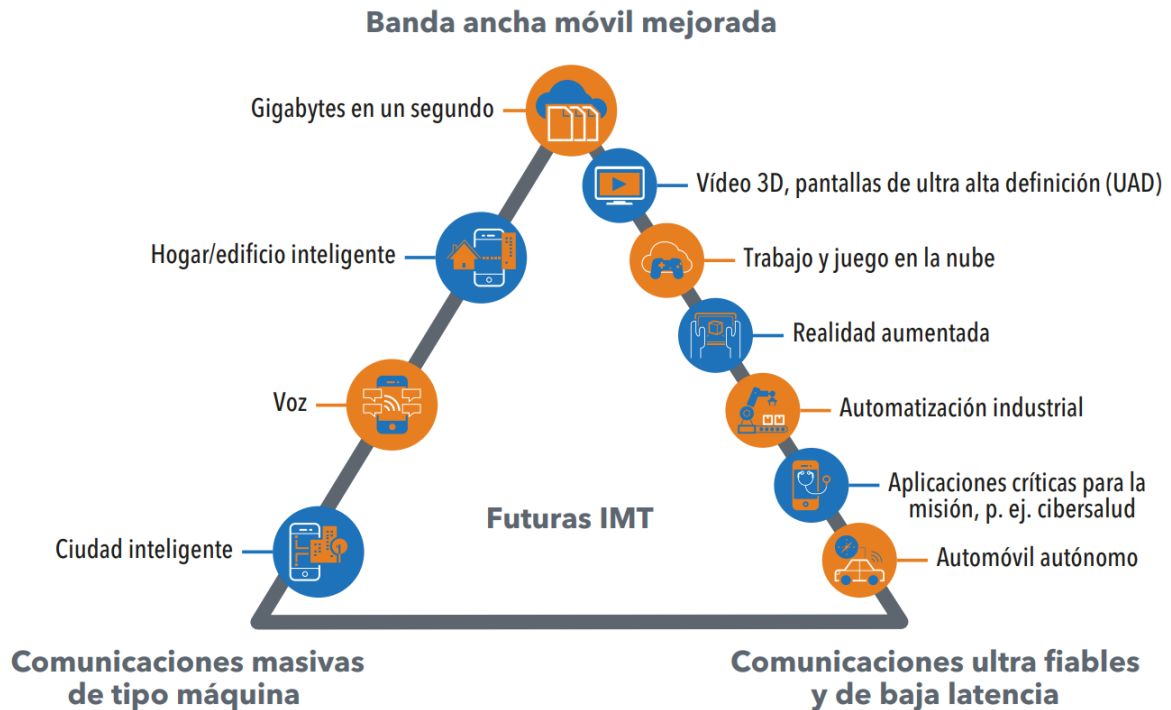 Banda ancha móvil mejorada
Gigabytes en un segundo
Vídeo 3D, pantallas de ultra alta definición (UAD)
Hogar/edificio inteligente
Trabajo y juego en la nube
Realidad aumentada
Voz
Automatización industrial
Aplicaciones críticas para la
misión, p. ej. cibersalud
Futuras IMT
Ciudad inteligente
Automóvil autónomo
Comunicaciones masivas
de tipo máquina
Comunicaciones ultra fiables
y de baja latencia